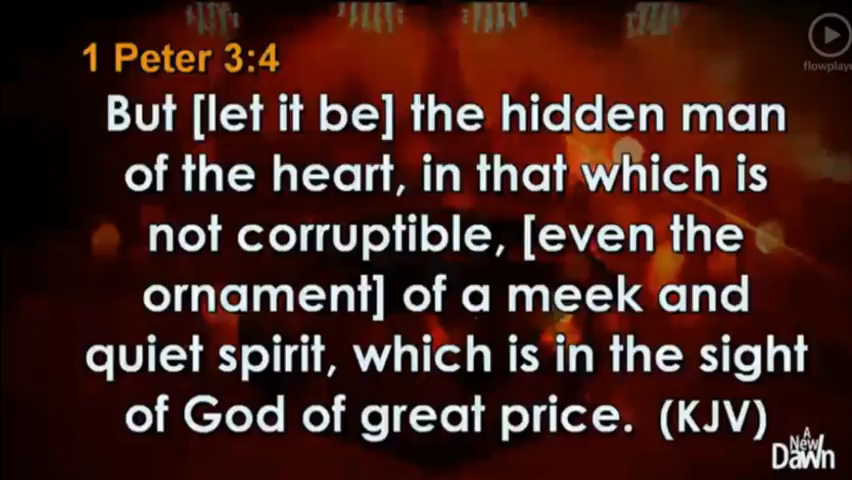 1 Peter 3:4
But [let it be] the hidden man
of the heart, in that which is
not corruptible, [even the
ornament] of a meek and
quiet spirit, which is in the sight
of God of great price. (KJV)
flowplaye
A
New
Dawn